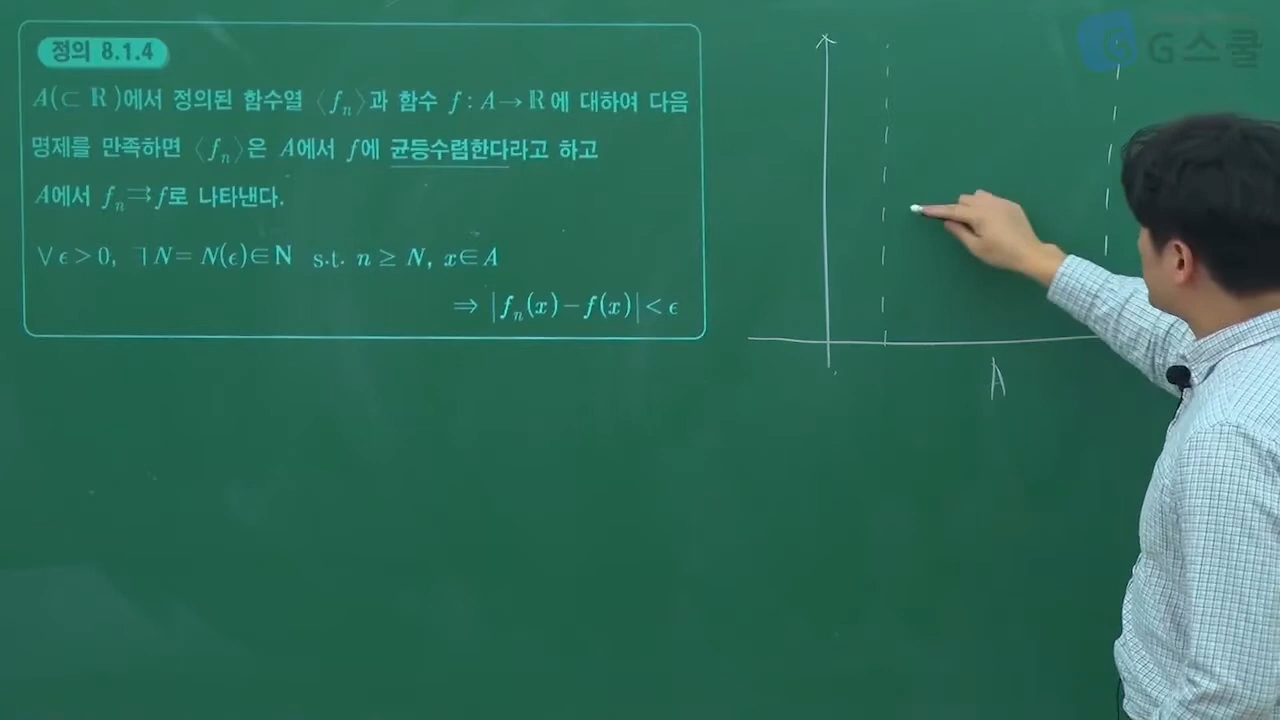 정의 8.1.4
A(⊂ ℝ)에서 정의된 함수열 〈fₙ〉과 함수 f : A→ℝ에 대하여 다음
명제를 만족하면 〈fₙ〉은 A에서 f에 균등수렴한다라고 하고
A에서 fₙ⇉f로 나타낸다.
∀ε>0, ∃N= N(ε)∈N s.t. n ≥ N, x∈A
⇒ |fₙ(x)−f(x)|< ε
A
G스쿨